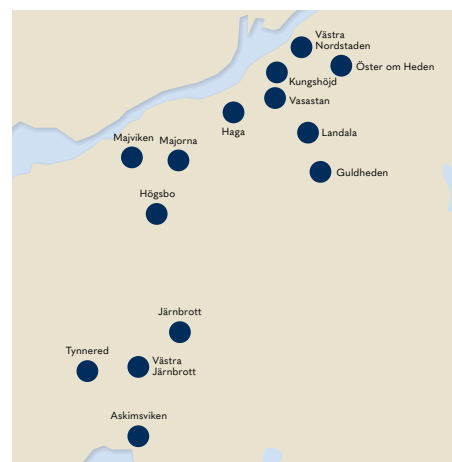 Västra
Nordstaden
Öster om Heden
Kungshöjd
Vasastan
Haga
Landala
Majviken
Majorna
Guldheden
Högsbo
Järnbrott
Tynnered
Västra
Järnbrott
Askimsviken